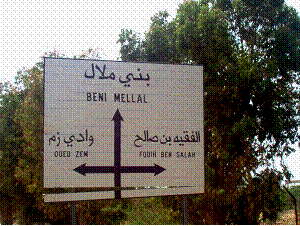 بني ملال
BENI MELLAL
وادي زم
OUED ZEM
الفقيه بن صالح
FQUIH BEN SALAH